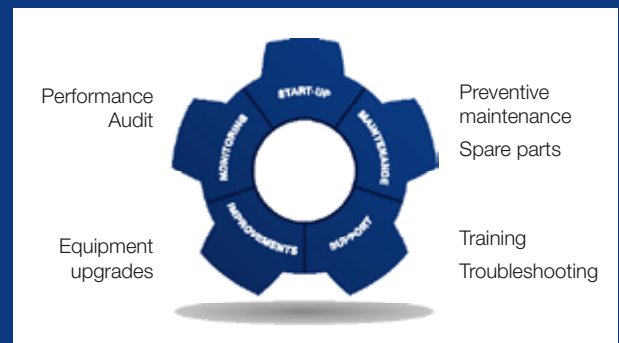 START-UP
Performance
Audit
MONITORING
MAINTENANCE
Preventive
maintenance
Spare parts
Equipment
upgrades
IMPROVEMENTS
SUPPORT
Training
Troubleshooting